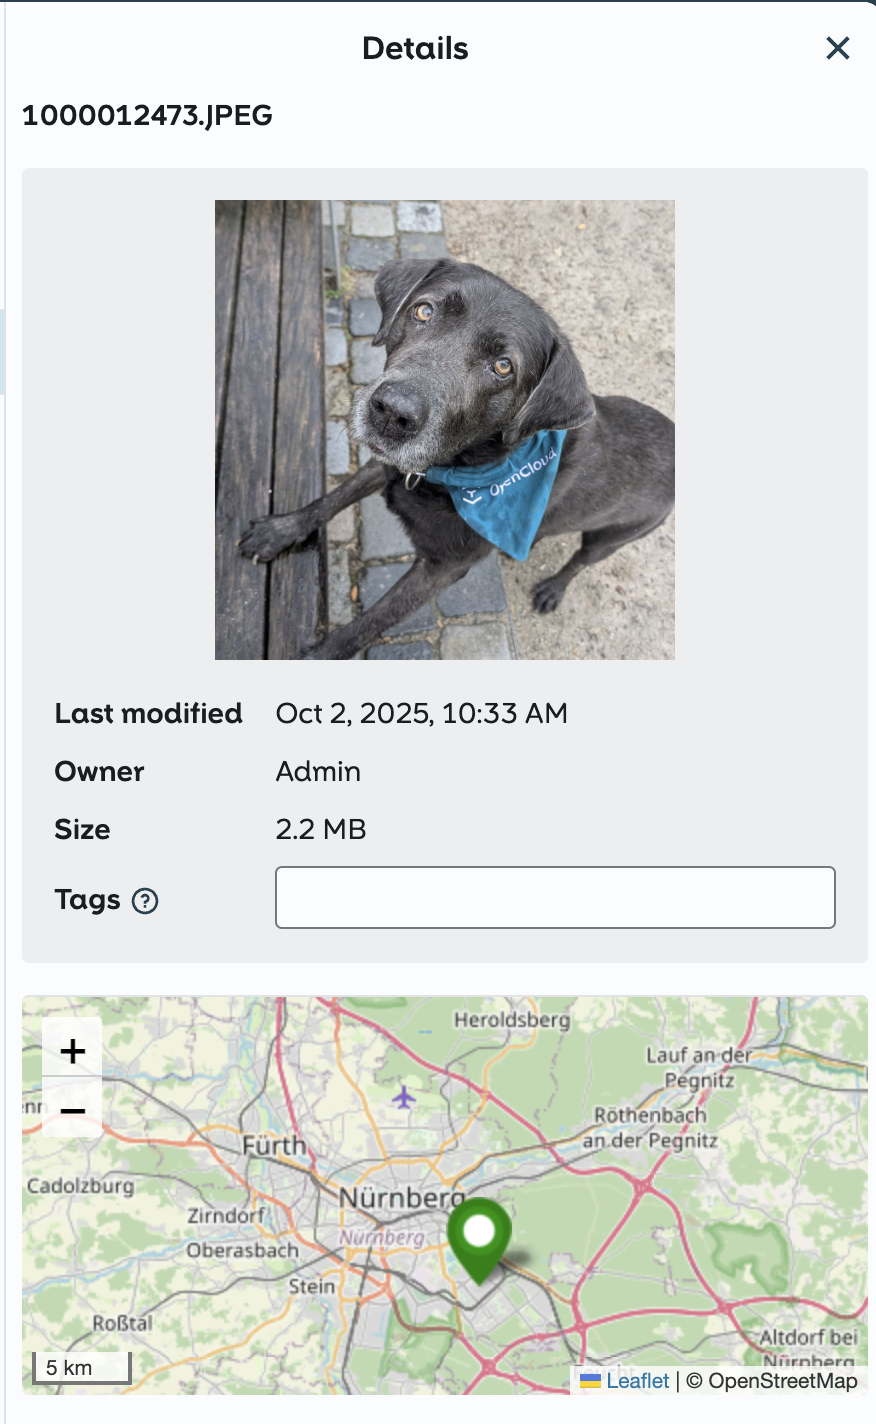 Details
1000012473.JPEG
OpenCloud
Last modified Oct 2, 2025, 10:33 AM
Owner Admin
Size 2.2 MB
Tags ?
+
−
Heroldsberg
Lauf an der
Pegnitz
Röthenbach
an der Pegnitz
Fürth
Cadolzburg
Nürnberg
Zirndorf
Nürnberg
Oberasbach
Stein
Roßtal
Altdorf bei
Nürnberg
5 km
Leaflet | © OpenStreetMap